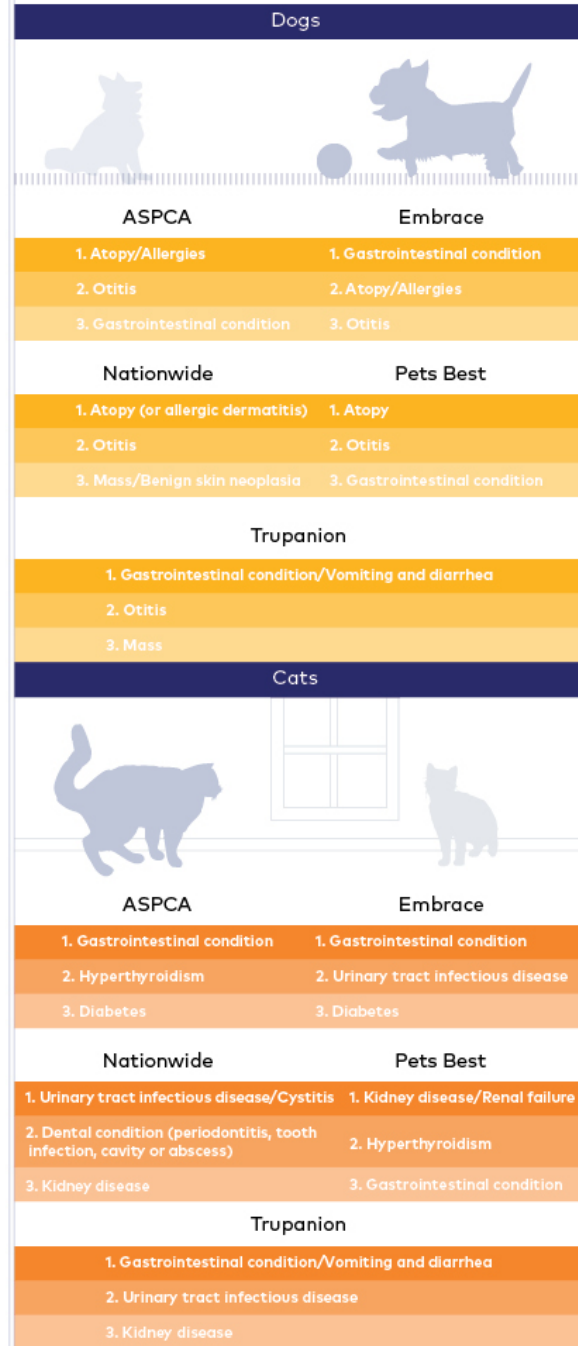 Dogs
ASPCA
1. Atopy/Allergies
2. Otitis
3. Gastrointestinal condition
Embrace
1. Gastrointestinal condition
2. Atopy/Allergies
3. Otitis
Nationwide
1. Atopy (or allergic dermatitis)
2. Otitis
3. Mass/Benign skin neoplasia
Pets Best
1. Atopy
2. Otitis
3. Gastrointestinal condition
Trupanion
1. Gastrointestinal condition/Vomiting and diarrhea
2. Otitis
3. Mass
Cats
ASPCA
1. Gastrointestinal condition
2. Hyperthyroidism
3. Diabetes
Embrace
1. Gastrointestinal condition
2. Urinary tract infectious disease
3. Diabetes
Nationwide
1. Urinary tract infectious disease/Cystitis
2. Dental condition (periodontitis, tooth
infection, cavity or abscess)
3. Kidney disease
Pets Best
1. Kidney disease/Renal failure
2. Hyperthyroidism
3. Gastrointestinal condition
Trupanion
1. Gastrointestinal condition/Vomiting and diarrhea
2. Urinary tract infectious disease
3. Kidney disease